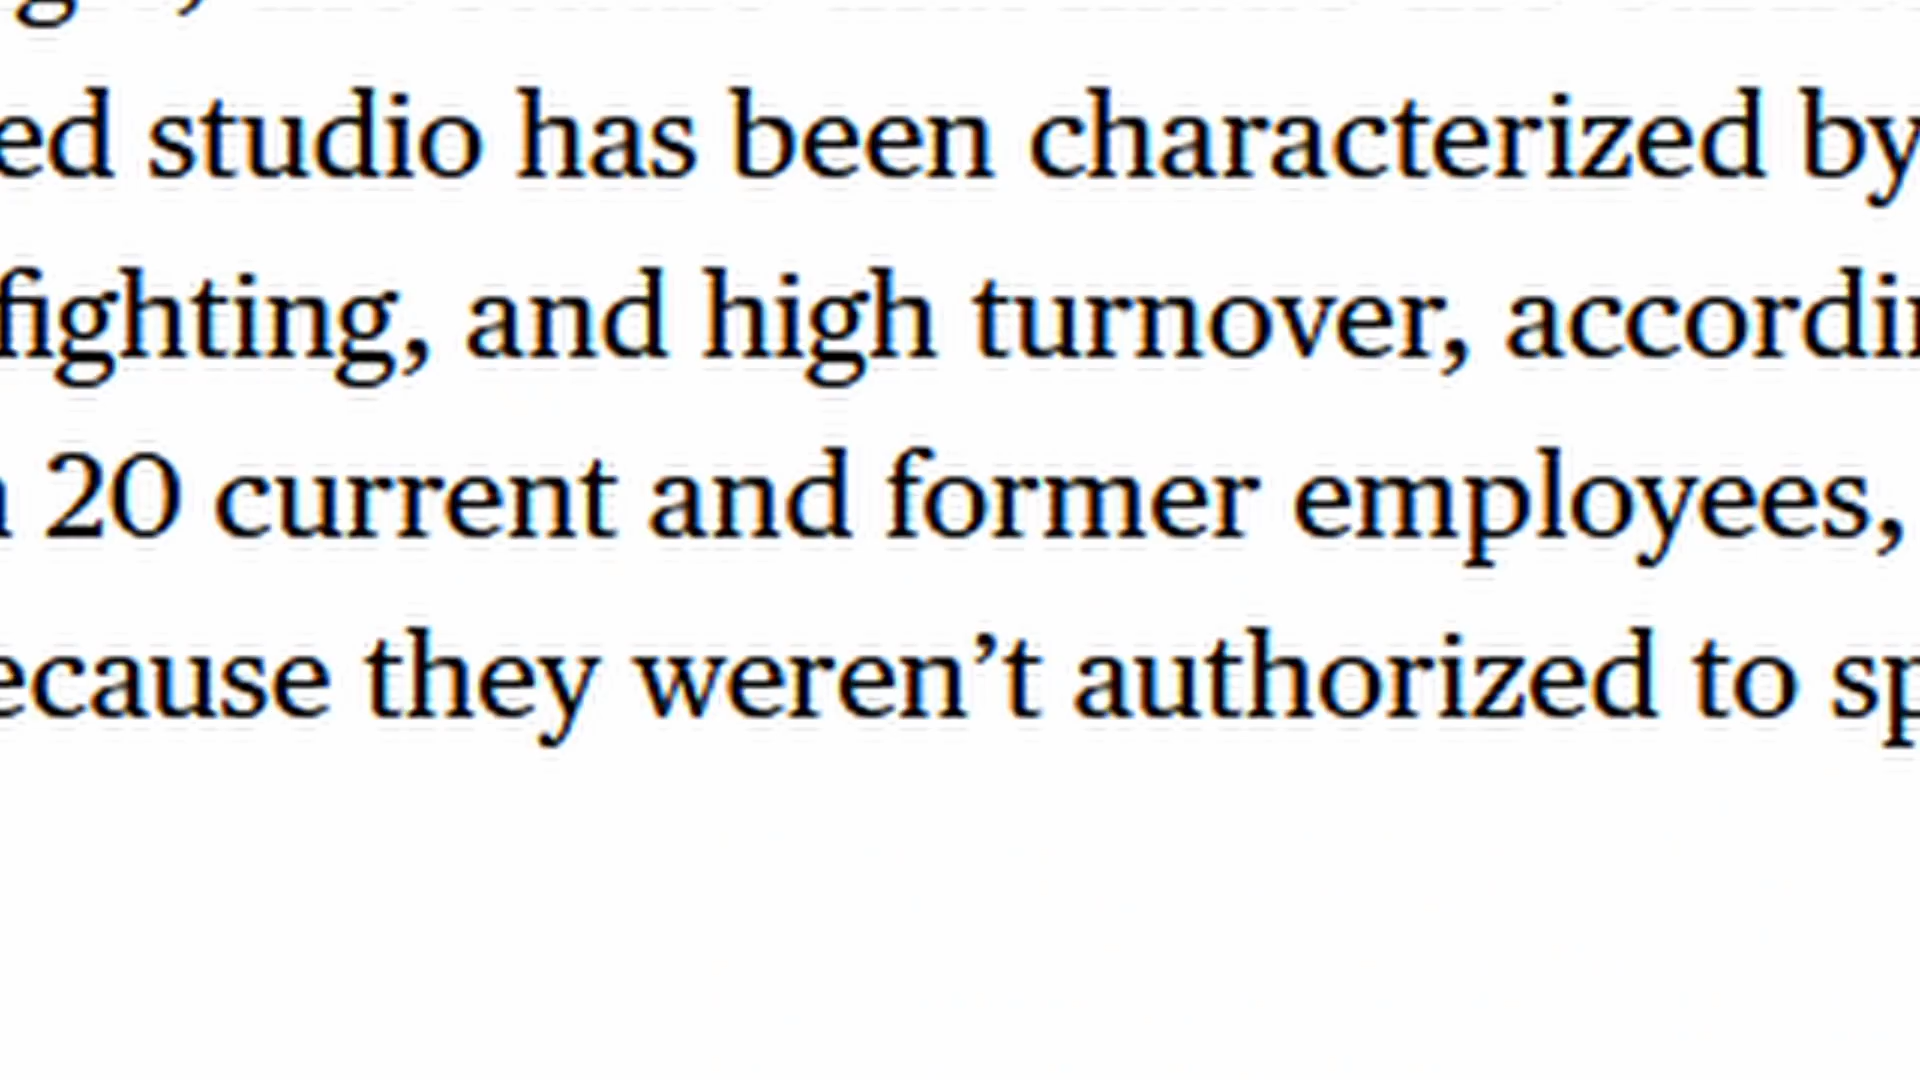 ed studio has been characterized by
fighting, and high turnover, accordin
20 current and former employees,
ecause they weren’t authorized to sp